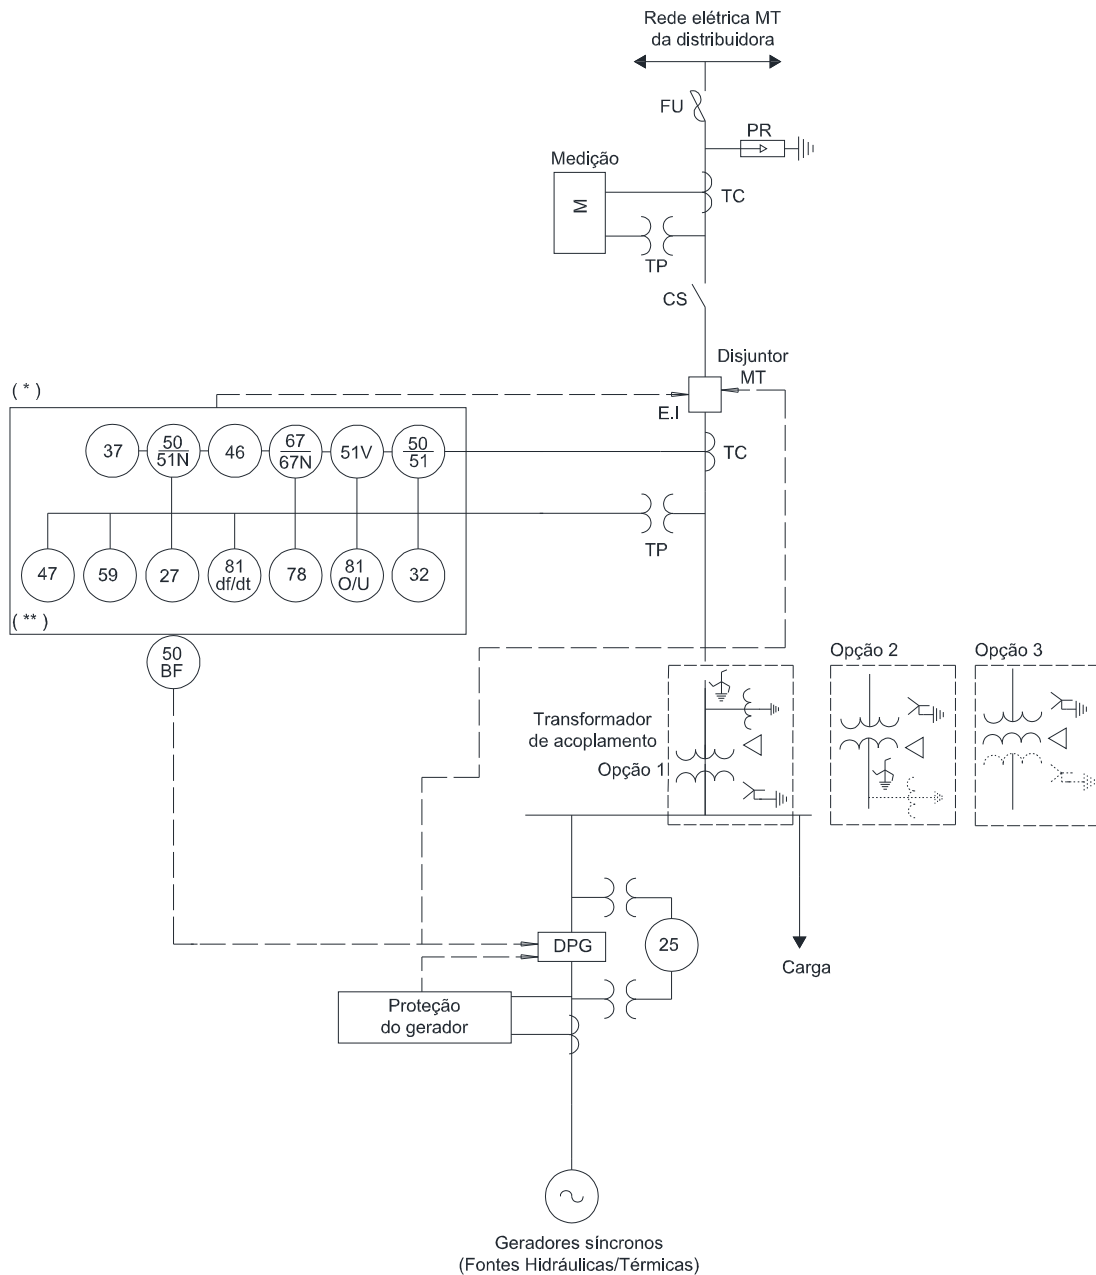 Rede elétrica MT
da distribuidora
FU
PR
Medição
M
TC
TP
CS
Disjuntor
MT
E.I
( * )
37
50
51N
46
67
67N
51V
50
51
TC
TP
47
59
27
81
df/dt
78
81
O/U
32
( ** )
50
BF
Opção 2
Opção 3
Transformador
de acoplamento
Opção 1
DPG
25
Carga
Proteção
do gerador
Geradores síncronos
(Fontes Hidráulicas/Térmicas)